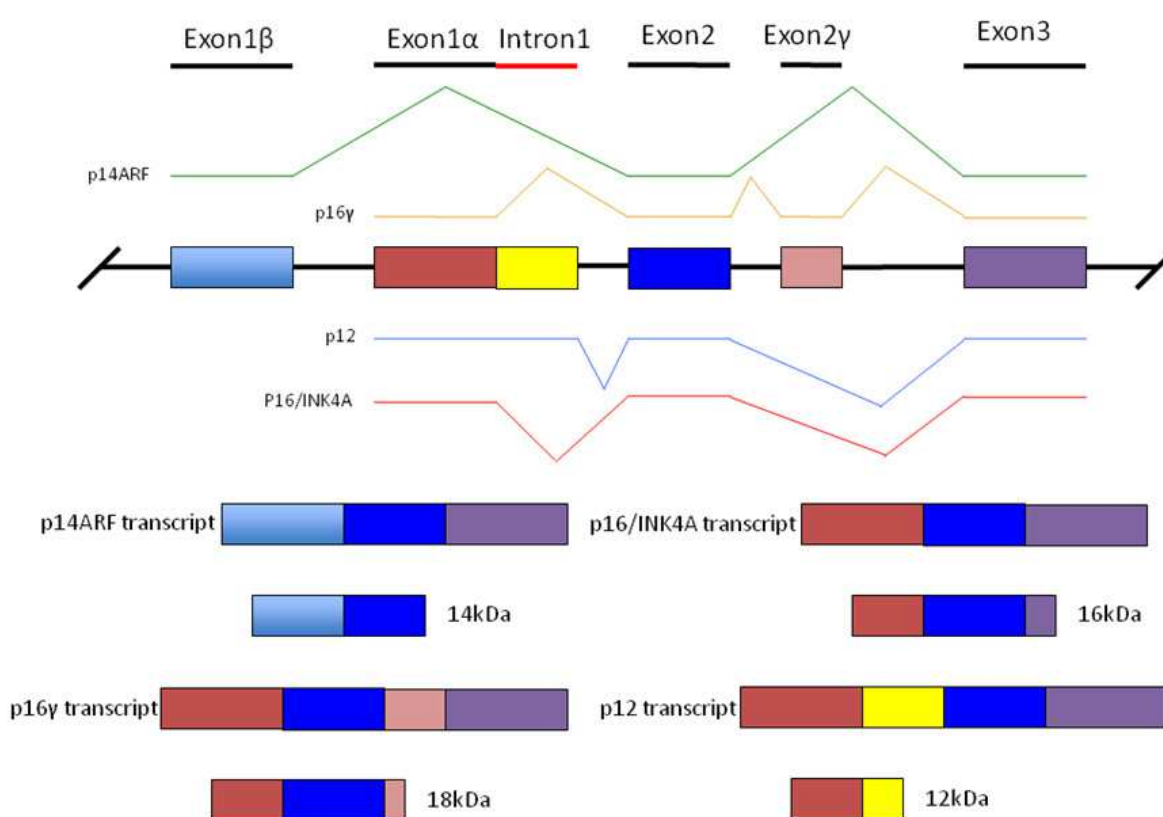 Exon1β Exon1α Intron1 Exon2 Exon2γ Exon3
p14ARF
p16γ
p12
P16/INK4A
p14ARF transcript p16/INK4A transcript
14kDa 16kDa
p16γ transcript p12 transcript
18kDa 12kDa